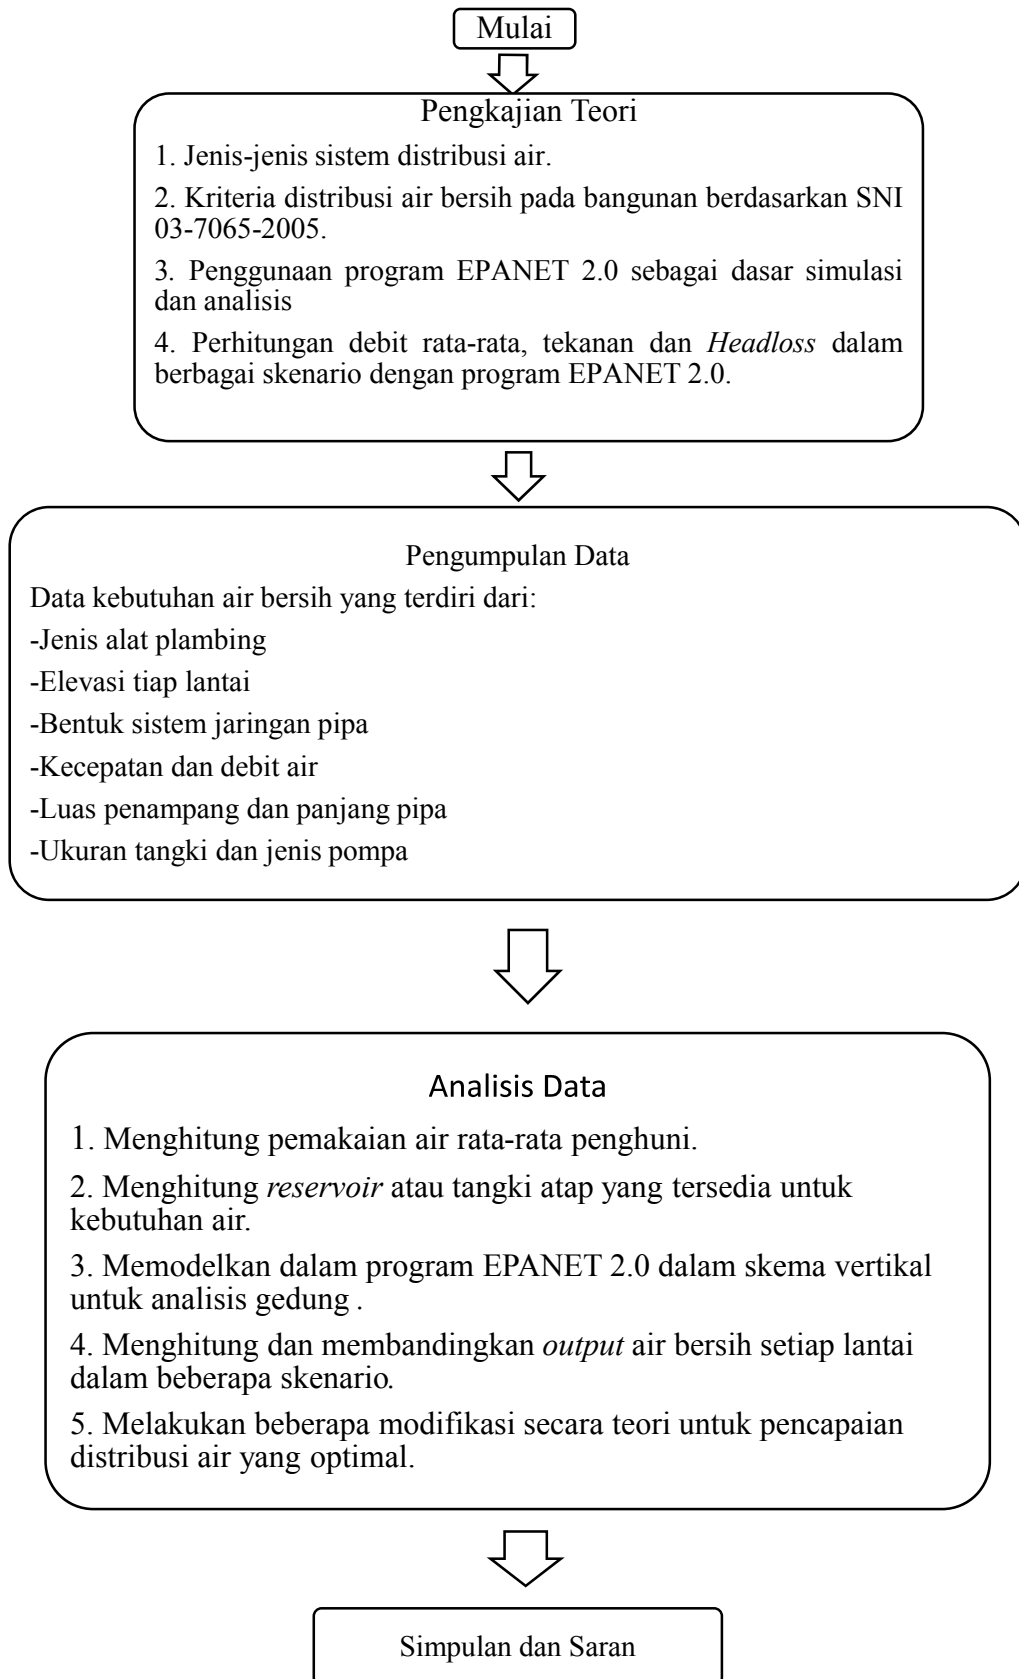 Mulai
Pengkajian Teori
1. Jenis-jenis sistem distribusi air.
2. Kriteria distribusi air bersih pada bangunan berdasarkan SNI
03-7065-2005.
3. Penggunaan program EPANET 2.0 sebagai dasar simulasi
dan analisis
4. Perhitungan debit rata-rata, tekanan dan Headloss dalam
berbagai skenario dengan program EPANET 2.0.
Pengumpulan Data
Data kebutuhan air bersih yang terdiri dari:
-Jenis alat plambing
-Elevasi tiap lantai
-Bentuk sistem jaringan pipa
-Kecepatan dan debit air
-Luas penampang dan panjang pipa
-Ukuran tangki dan jenis pompa
Analisis Data
1. Menghitung pemakaian air rata-rata penghuni.
2. Menghitung reservoir atau tangki atap yang tersedia untuk
kebutuhan air.
3. Memodelkan dalam program EPANET 2.0 dalam skema vertikal
untuk analisis gedung .
4. Menghitung dan membandingkan output air bersih setiap lantai
dalam beberapa skenario.
5. Melakukan beberapa modifikasi secara teori untuk pencapaian
distribusi air yang optimal.
Simpulan dan Saran